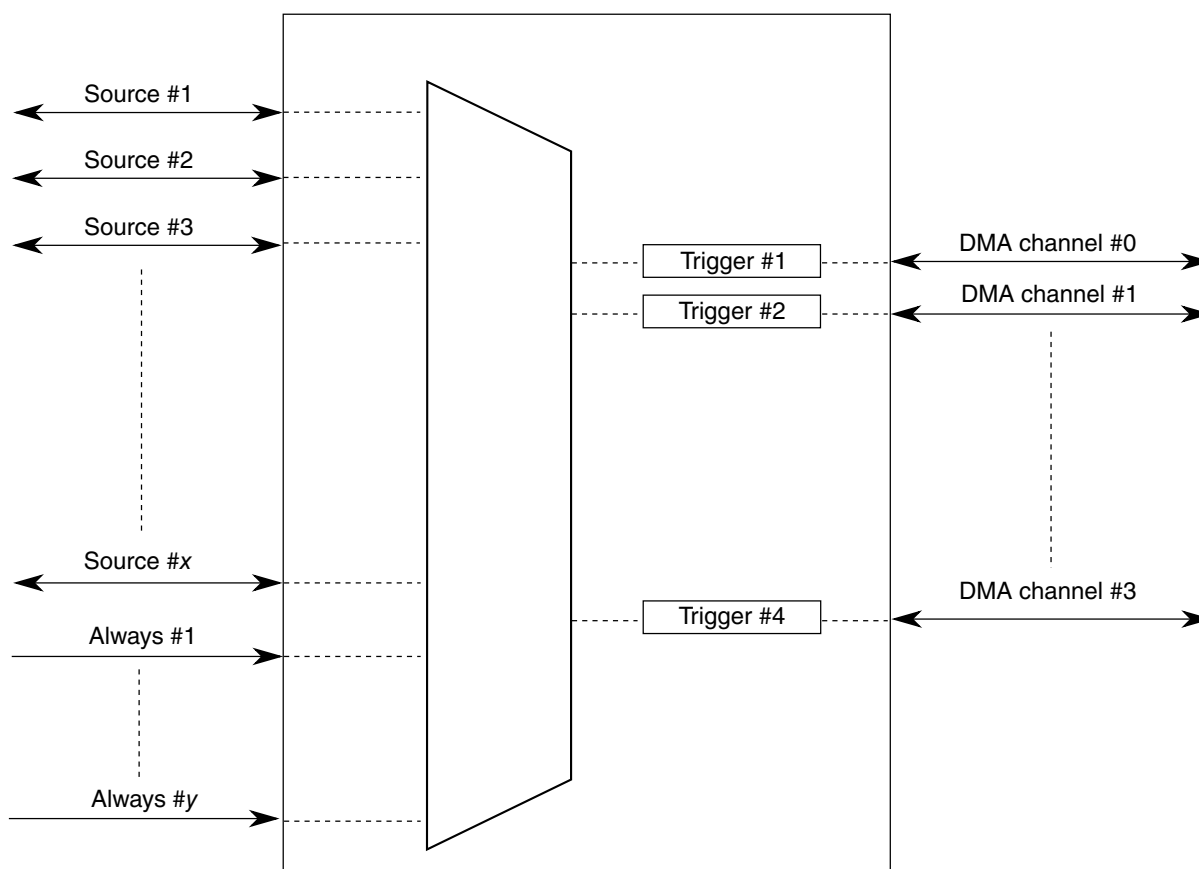 Source #1
Source #2
Source #3
Source #x
Always #1
Always #y
Trigger #1
Trigger #2
Trigger #4
DMA channel #0
DMA channel #1
DMA channel #3